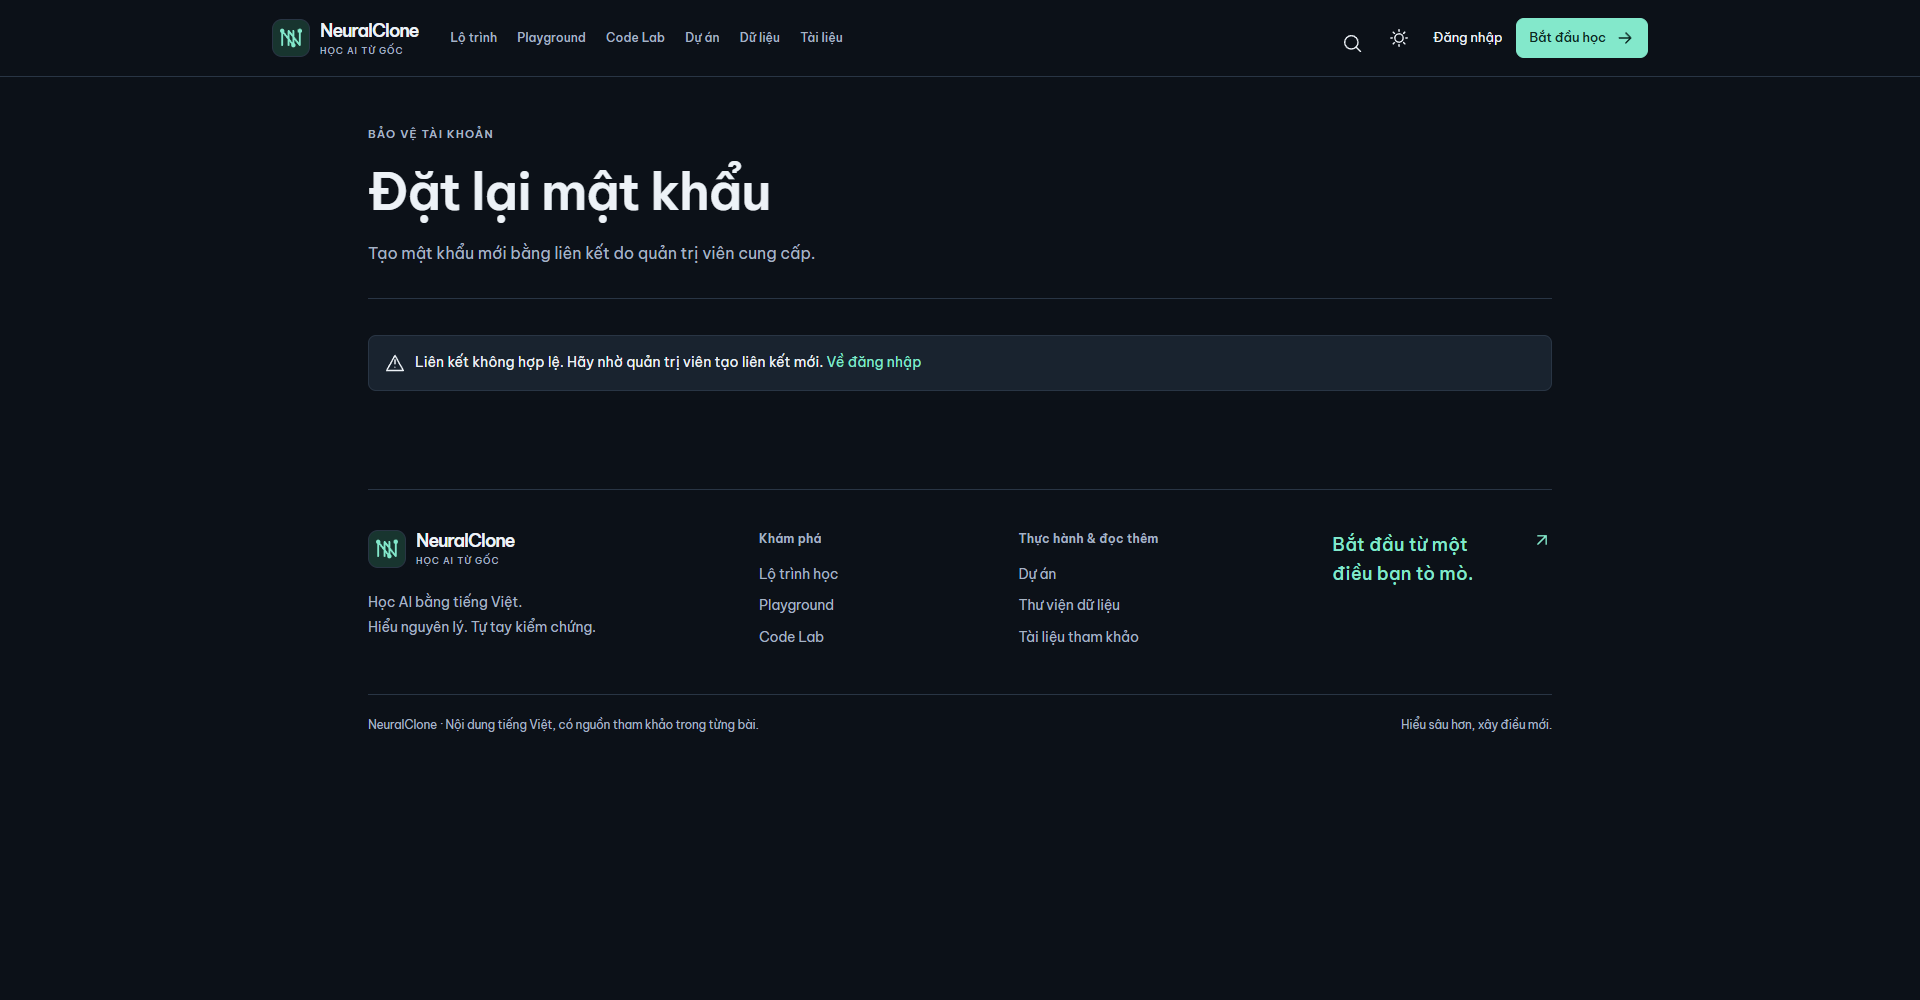 NeuralClone
HỌC AI TỪ GỐC
Lộ trình
Playground
Code Lab
Dự án
Dữ liệu
Tài liệu
Đăng nhập
Bắt đầu học
BẢO VỆ TÀI KHOẢN
Đặt lại mật khẩu
Tạo mật khẩu mới bằng liên kết do quản trị viên cung cấp.
Liên kết không hợp lệ. Hãy nhờ quản trị viên tạo liên kết mới. Về đăng nhập
NeuralClone
HỌC AI TỪ GỐC
Học AI bằng tiếng Việt.
Hiểu nguyên lý. Tự tay kiểm chứng.
Khám phá
Lộ trình học
Playground
Code Lab
Thực hành & đọc thêm
Dự án
Thư viện dữ liệu
Tài liệu tham khảo
Bắt đầu từ một
điều bạn tò mò.
NeuralClone · Nội dung tiếng Việt, có nguồn tham khảo trong từng bài.
Hiểu sâu hơn, xây điều mới.